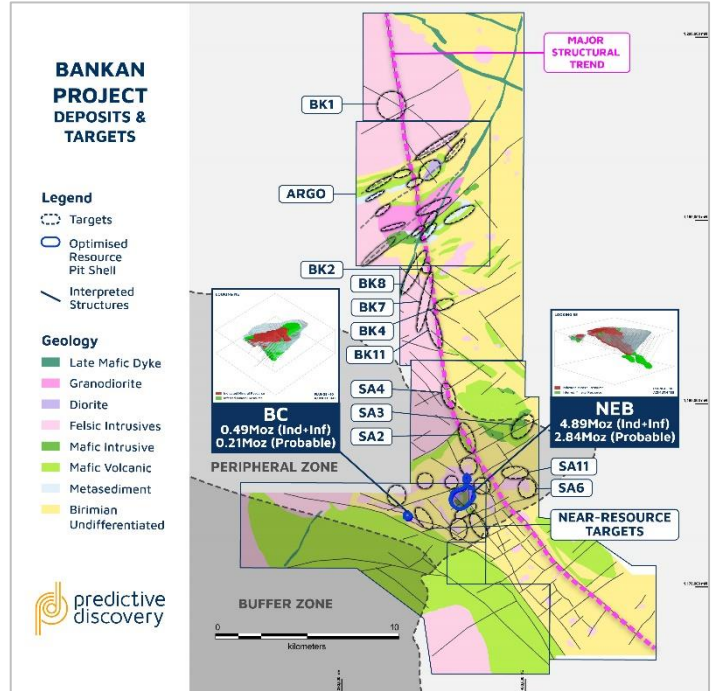 BANKAN
PROJECT
DEPOSITS &
TARGETS
Legend
Targets
Optimised
Resource
Pit Shell
Interpreted
Structures
Geology
Late Mafic Dyke
Granodiorite
Diorite
Felsic Intrusives
Mafic Intrusive
Mafic Volcanic
Metasediment
Birimian
Undifferentiated
predictive
discovery
MAJOR
STRUCTURAL
TREND
BK1
ARGO
BK2
BK8
BK7
BK4
BK11
SA4
SA3
SA2
BC
0.49Moz (Ind+Inf)
0.21Moz (Probable)
NEB
4.89Moz (Ind+Inf)
2.84Moz (Probable)
SA11
SA6
NEAR-RESOURCE
TARGETS
PERIPHERAL ZONE
BUFFER ZONE
0 10
kilometers